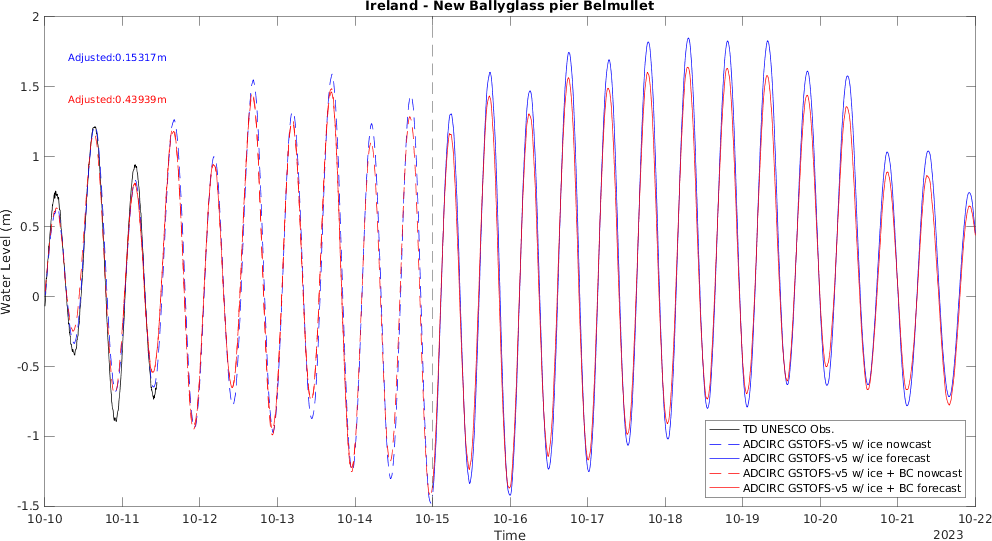 Ireland - New Ballyglass pier Belmullet
Adjusted:0.15317m
Adjusted:0.43939m
Water Level (m)
2
1.5
1
0.5
0
-0.5
-1
-1.5
TD UNESCO Obs.
ADCIRC GSTOFS-v5 w/ ice nowcast
ADCIRC GSTOFS-v5 w/ ice forecast
ADCIRC GSTOFS-v5 w/ ice + BC nowcast
ADCIRC GSTOFS-v5 w/ ice + BC forecast
10-10 10-11 10-12 10-13 10-14 10-15 10-16 10-17 10-18 10-19 10-20 10-21 10-22
Time
2023